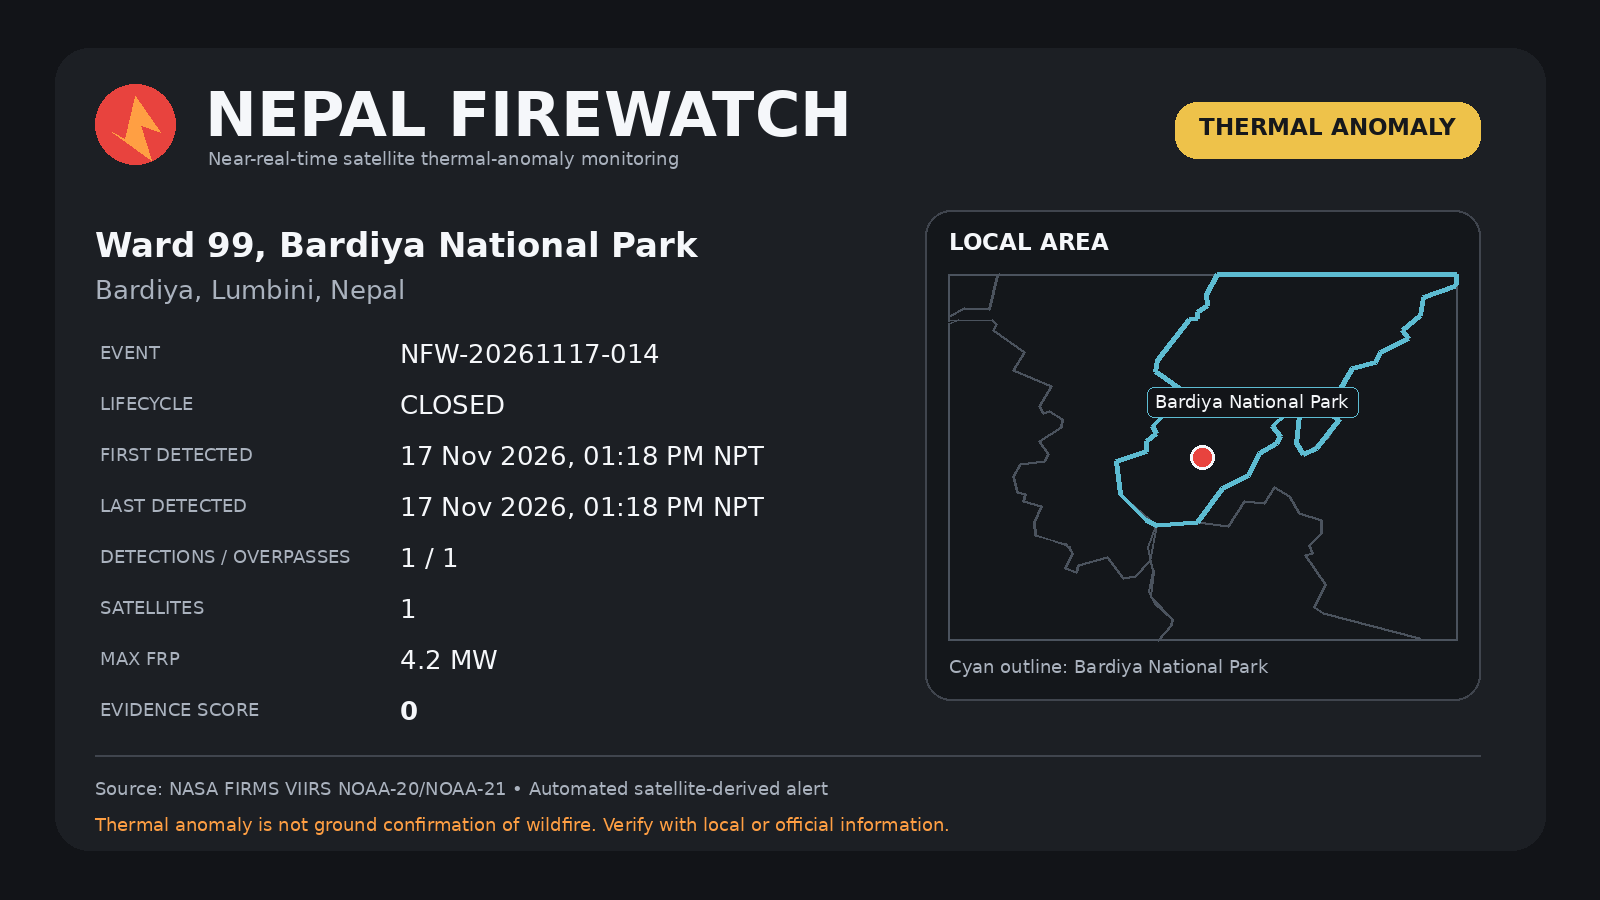 NEPAL FIREWATCH
Near-real-time satellite thermal-anomaly monitoring
THERMAL ANOMALY
Ward 99, Bardiya National Park
Bardiya, Lumbini, Nepal
EVENT NFW-20261117-014
LIFECYCLE CLOSED
FIRST DETECTED 17 Nov 2026, 01:18 PM NPT
LAST DETECTED 17 Nov 2026, 01:18 PM NPT
DETECTIONS / OVERPASSES 1 / 1
SATELLITES 1
MAX FRP 4.2 MW
EVIDENCE SCORE 0
LOCAL AREA
Bardiya National Park
Cyan outline: Bardiya National Park
Source: NASA FIRMS VIIRS NOAA-20/NOAA-21 • Automated satellite-derived alert
Thermal anomaly is not ground confirmation of wildfire. Verify with local or official information.